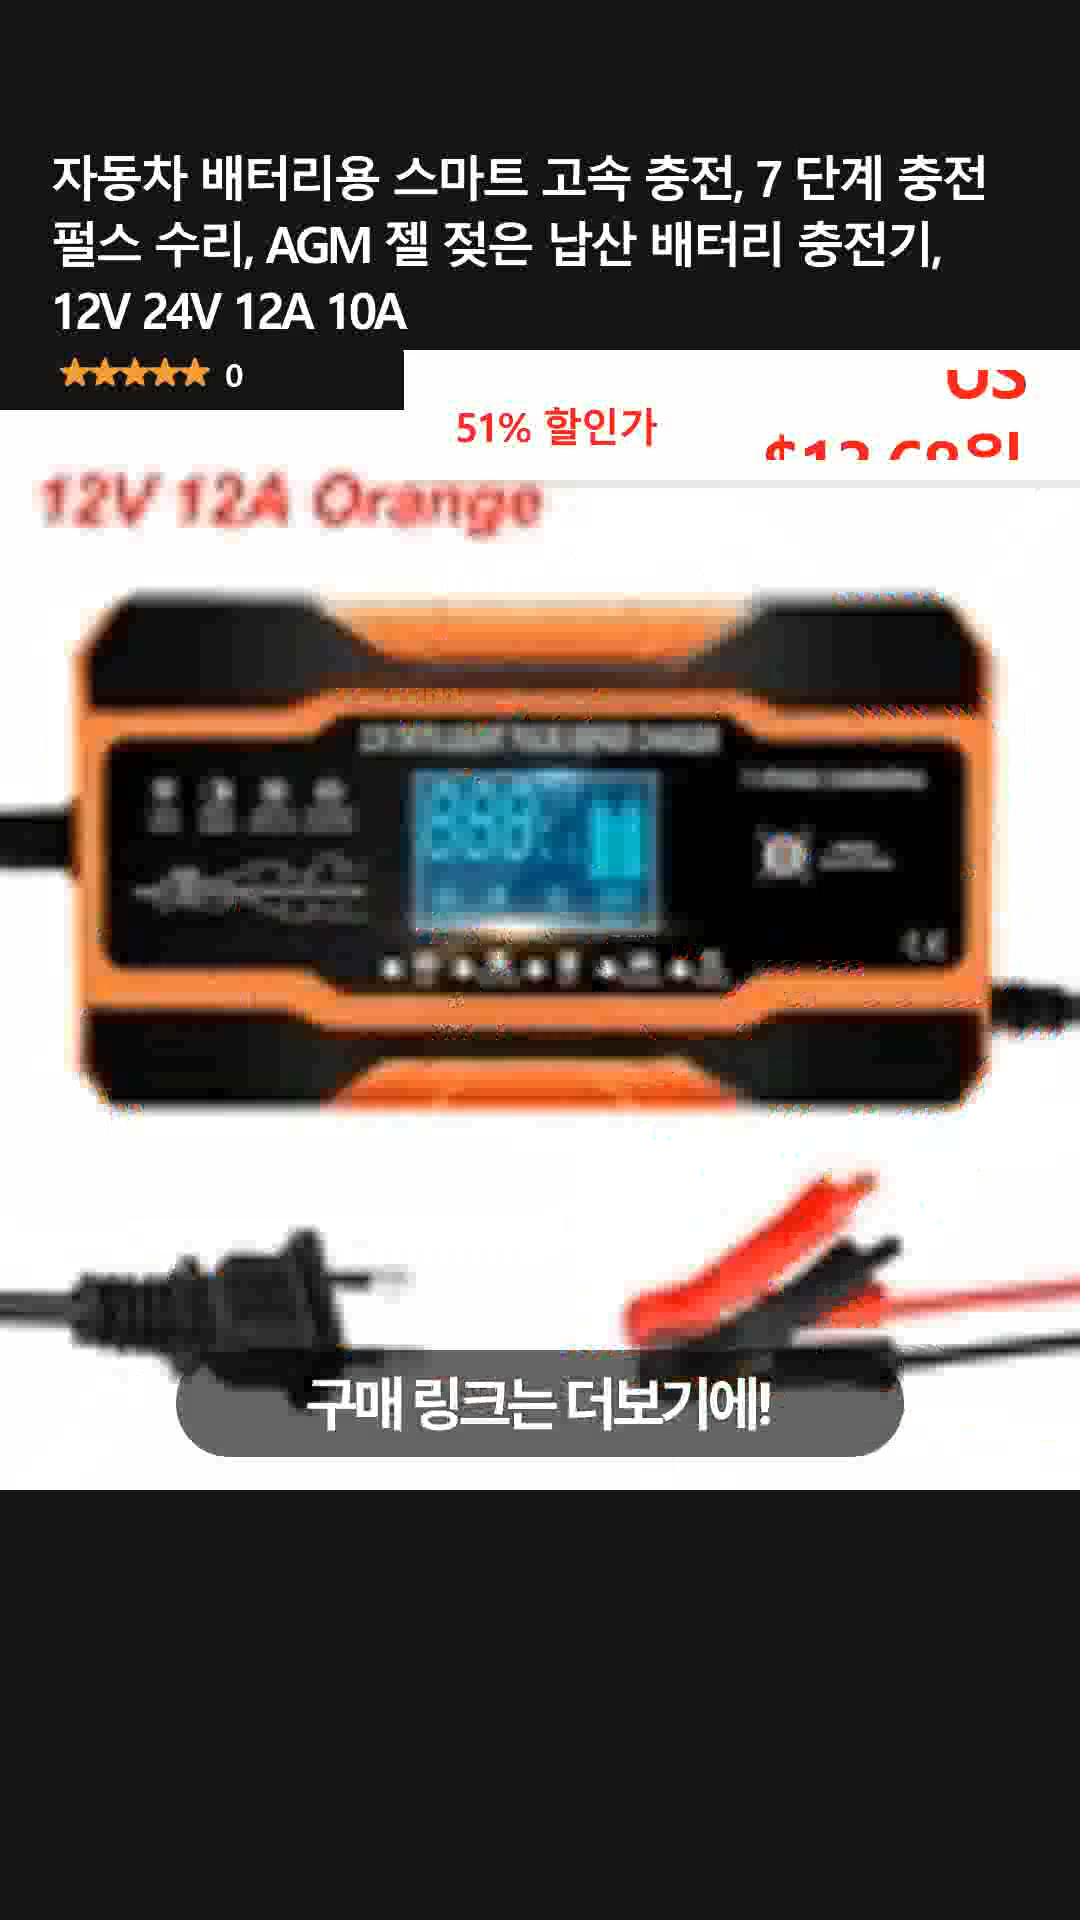 자동차 배터리용 스마트 고속 충전, 7 단계 충전
펄스 수리, AGM 젤 젖은 납산 배터리 충전기,
12V 24V 12A 10A
0
US
51% 할인가
12V 12A Orange
CE
구매 링크는 더보기에!